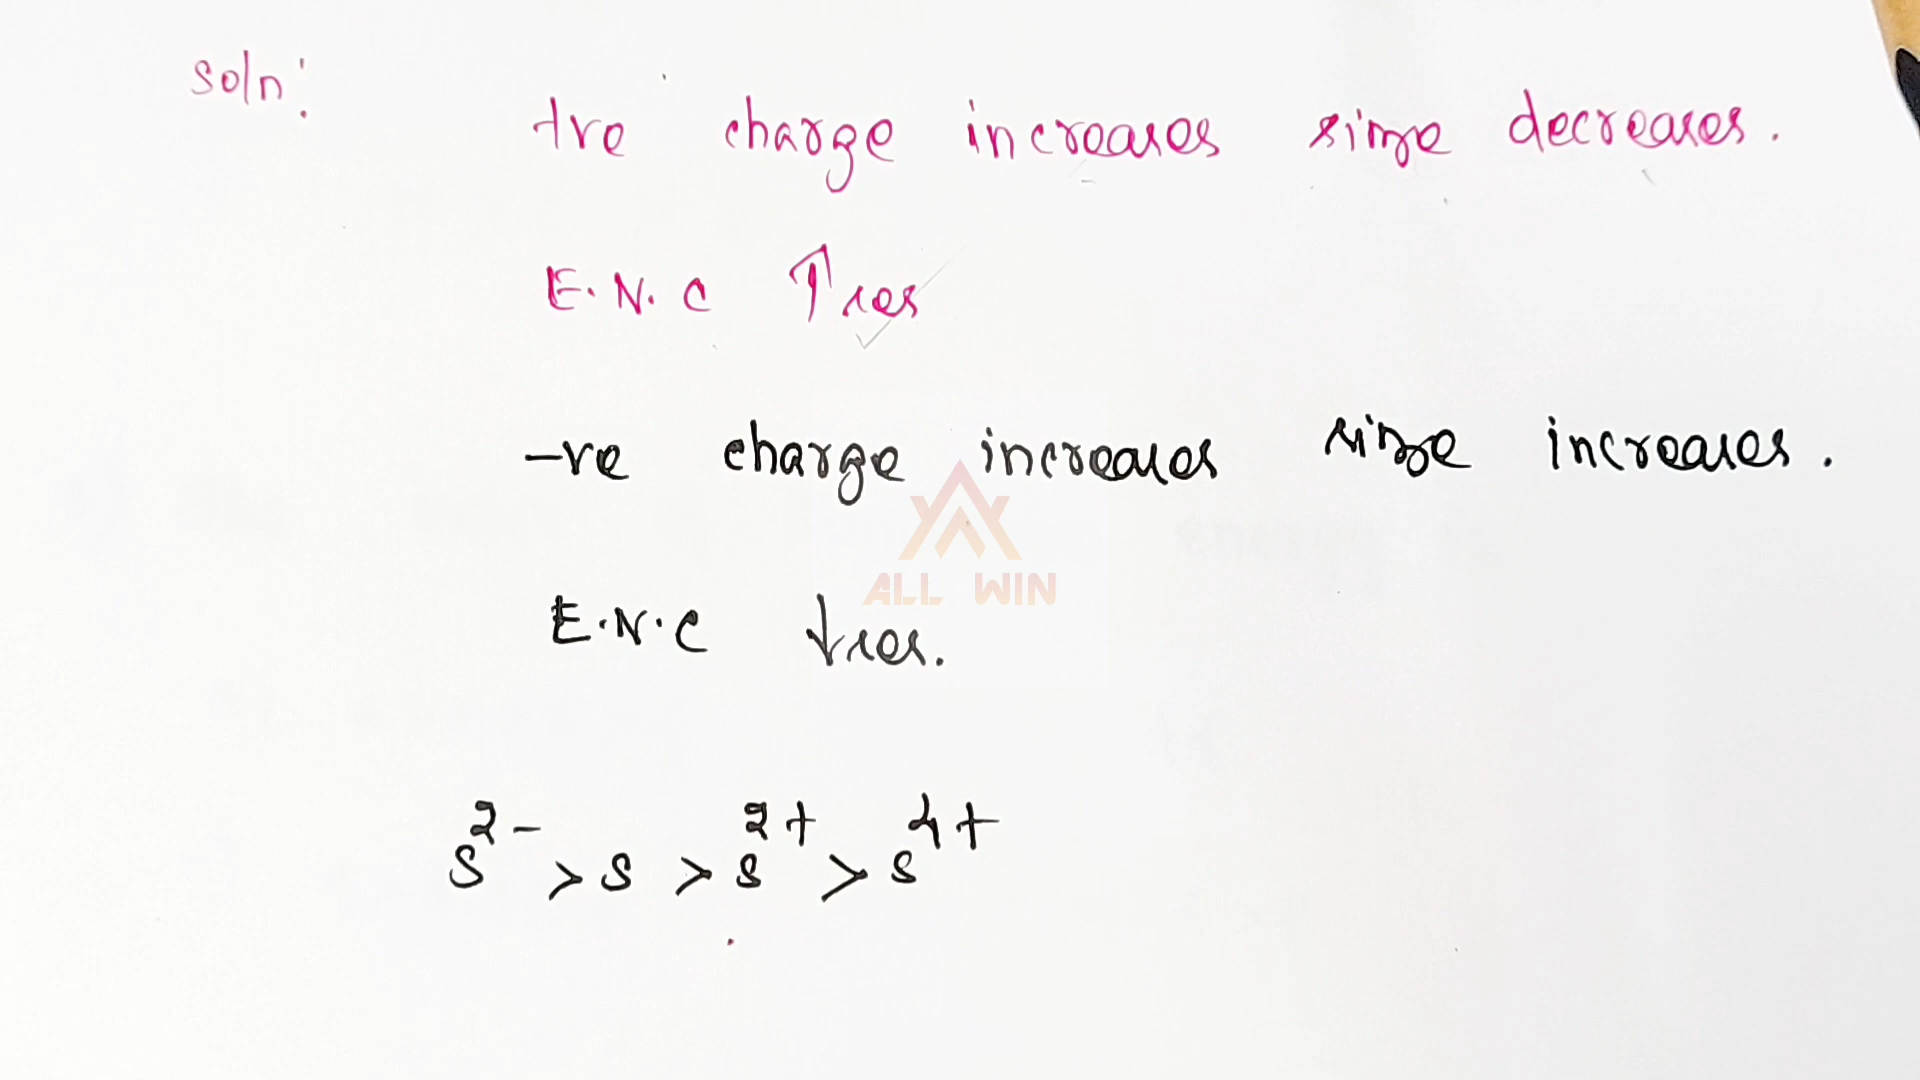 soln:
+ve charge increases size decreases.
E.N.C ↑ses
-ve charge increases size increases.
ALL WIN
E.N.C ↓ses.
S²⁻ > S > S²⁺ > S⁴⁺